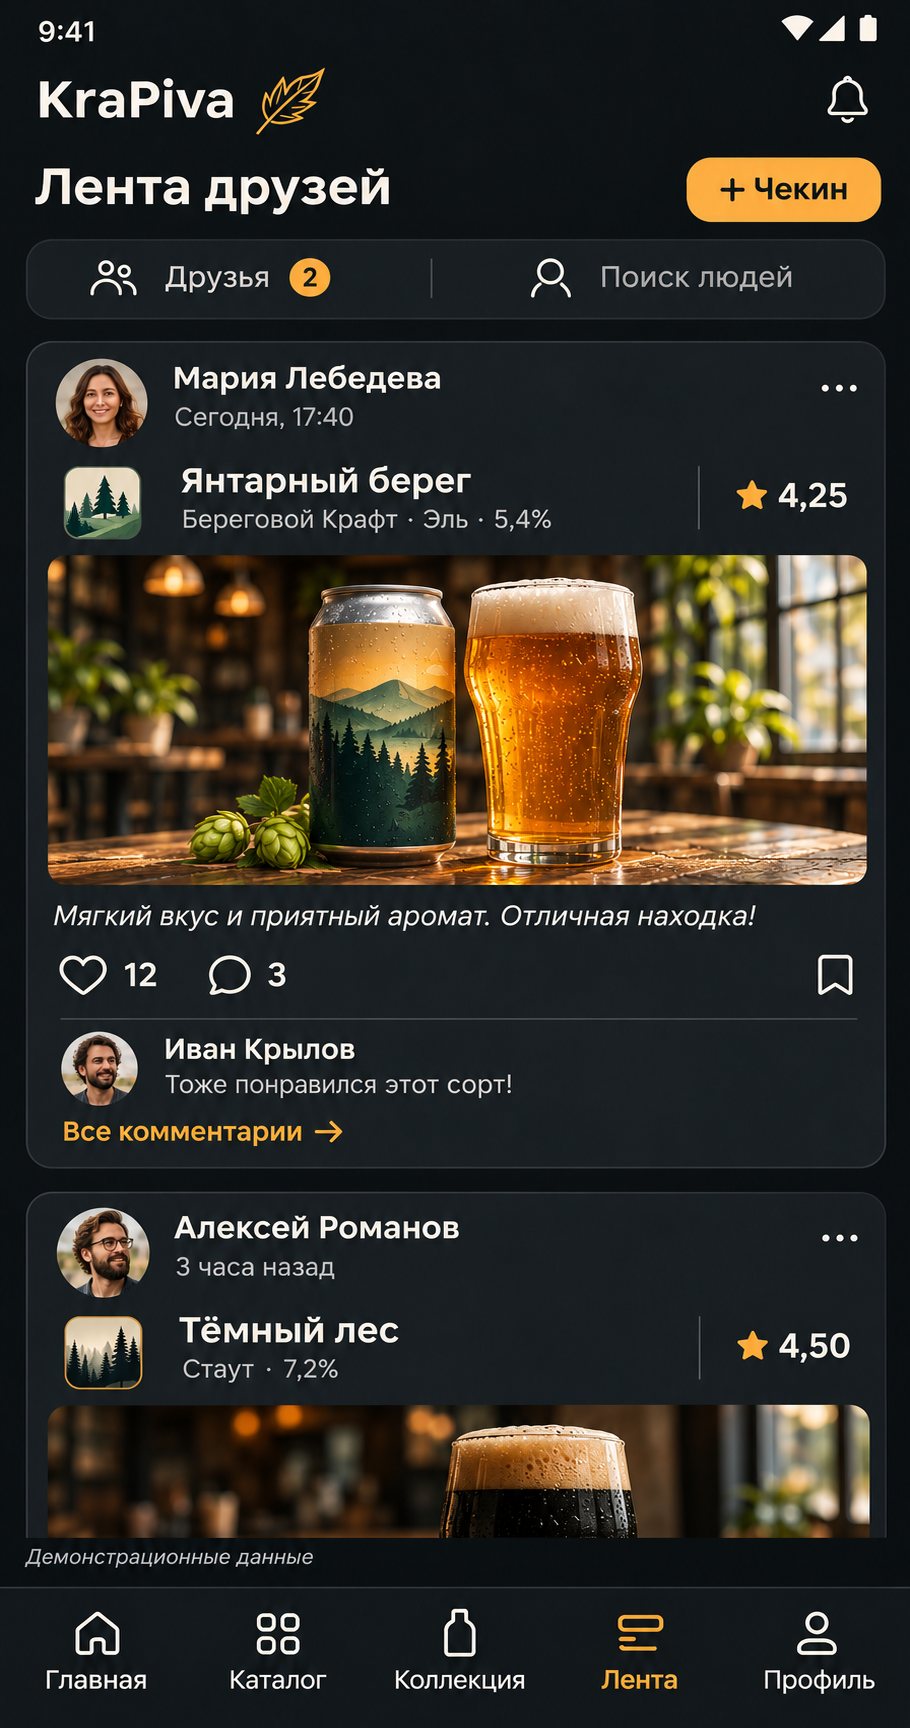 9:41
KraPiva
Лента друзей
+ Чекин
Друзья 2
Поиск людей
Мария Лебедева
Сегодня, 17:40
Янтарный берег
Береговой Крафт · Эль · 5,4%
4,25
Мягкий вкус и приятный аромат. Отличная находка!
12 3
Иван Крылов
Тоже понравился этот сорт!
Все комментарии →
Алексей Романов
3 часа назад
Тёмный лес
Стаут · 7,2%
4,50
Демонстрационные данные
Главная Каталог Коллекция Лента Профиль